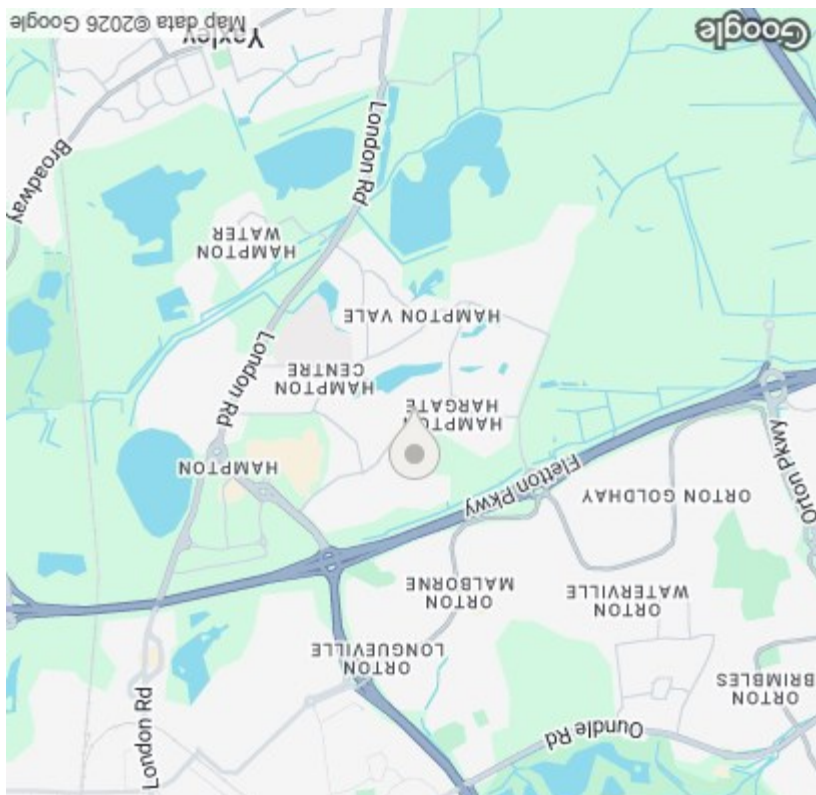 London Rd
Oundle Rd
ORTON
BRIMBLES
ORTON
LONGUEVILLE
ORTON
WATERVILLE
ORTON
MALBORNE
Orton Pkwy
ORTON GOLDHAY
Fletton Pkwy
HAMPTON
HAMPTON
HARGATE
HAMPTON
CENTRE
London Rd
HAMPTON VALE
HAMPTON
WATER
Broadway
London Rd
Yaxley
Google
Map data ©2026 Google